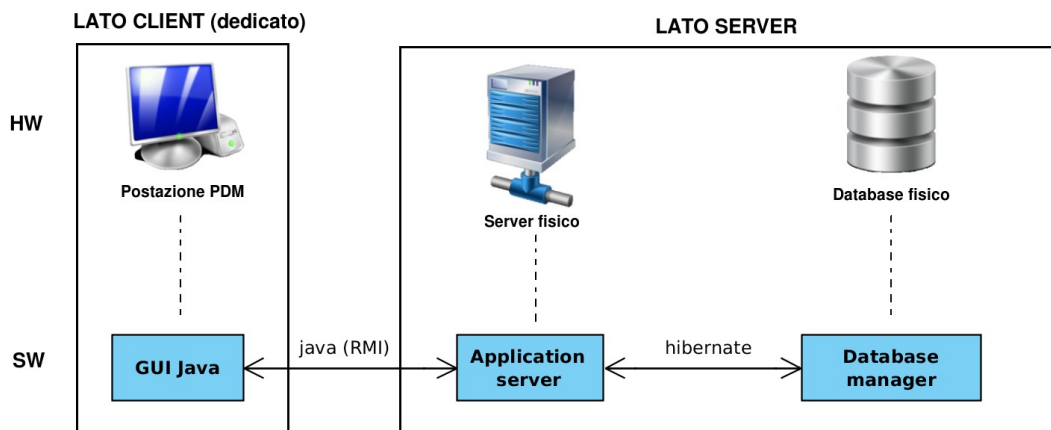 LATO CLIENT (dedicato)
LATO SERVER
HW
Postazione PDM
Server fisico
Database fisico
SW
GUI Java
java (RMI)
Application
server
hibernate
Database
manager